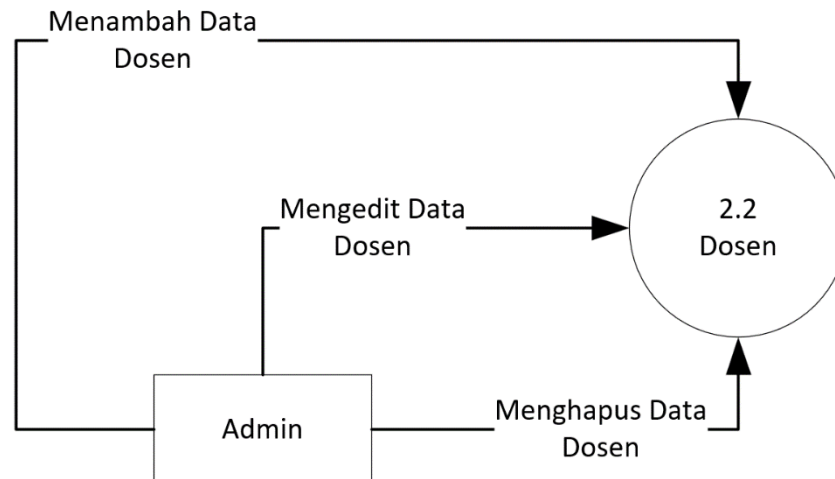 Menambah Data
Dosen
Mengedit Data
Dosen
2.2
Dosen
Admin
Menghapus Data
Dosen